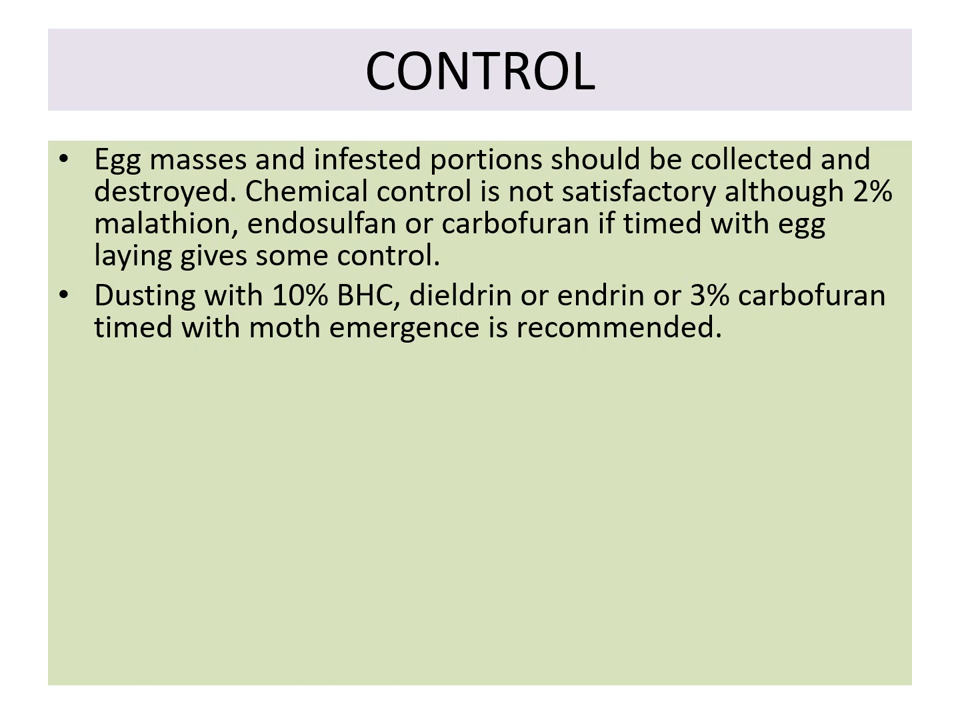 CONTROL
• Egg masses and infested portions should be collected and
destroyed. Chemical control is not satisfactory although 2%
malathion, endosulfan or carbofuran if timed with egg
laying gives some control.
• Dusting with 10% BHC, dieldrin or endrin or 3% carbofuran
timed with moth emergence is recommended.